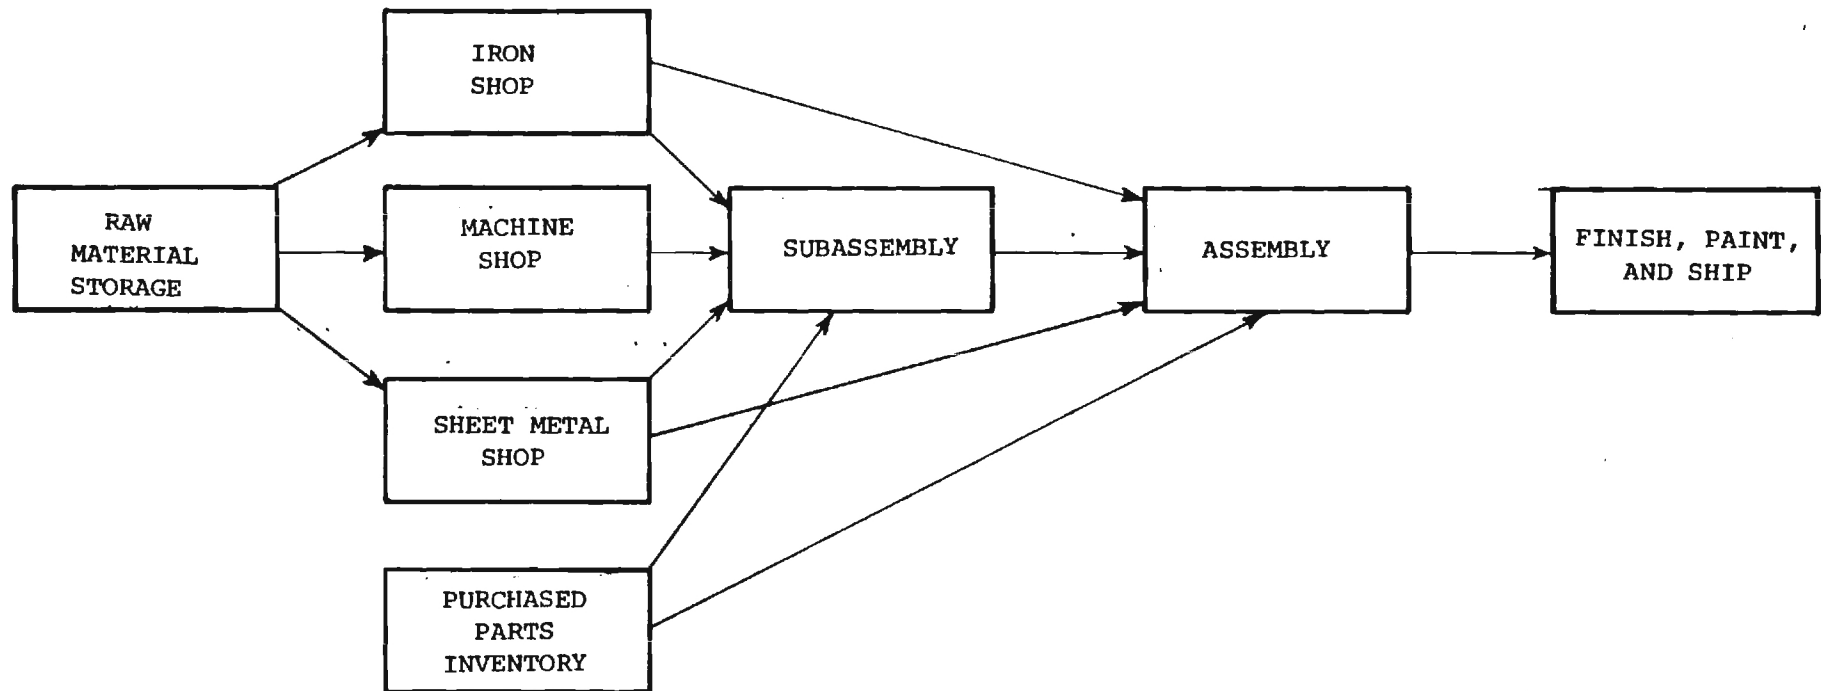 IRON
SHOP
RAW
MATERIAL
STORAGE
MACHINE
SHOP
SUBASSEMBLY
ASSEMBLY
FINISH, PAINT,
AND SHIP
SHEET METAL
SHOP
PURCHASED
PARTS
INVENTORY